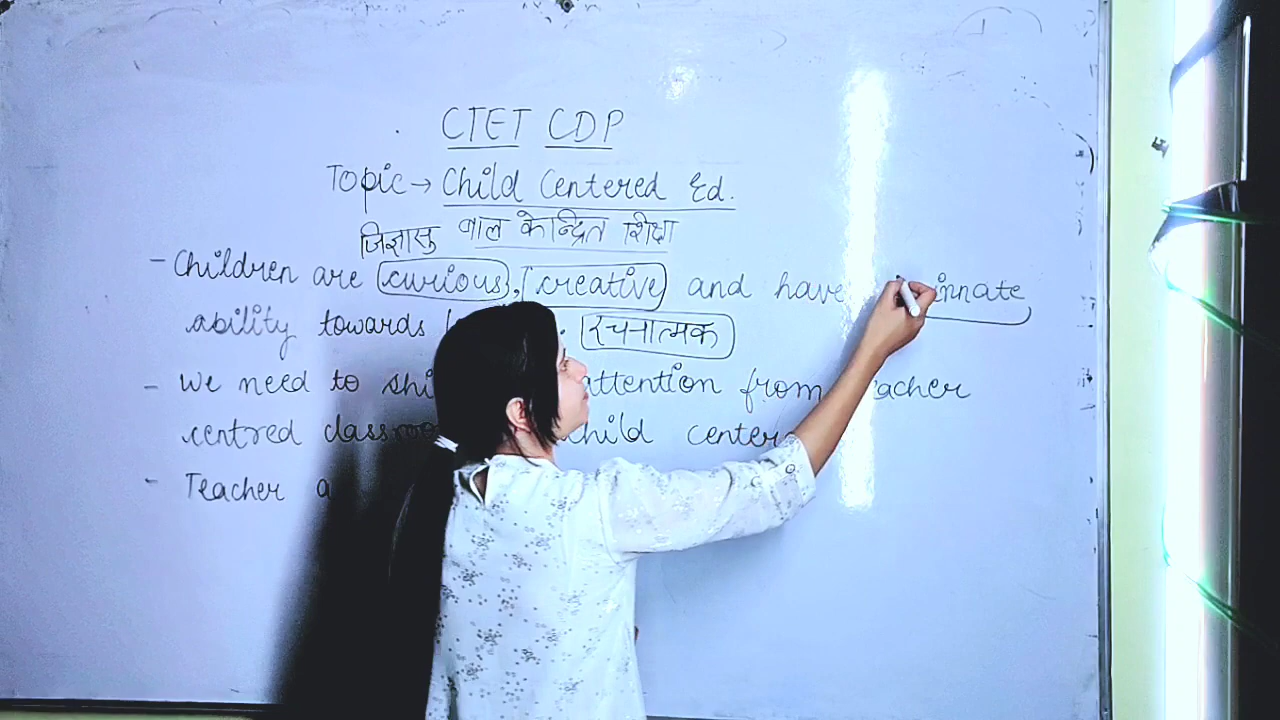 CTET CDP
Topic → Child Centered Ed.
जिज्ञासु बाल केन्द्रित शिक्षा
- Children are curious, creative and have innate
ability towards रचनात्मक
- We need to attention from
centred child
- Teacher